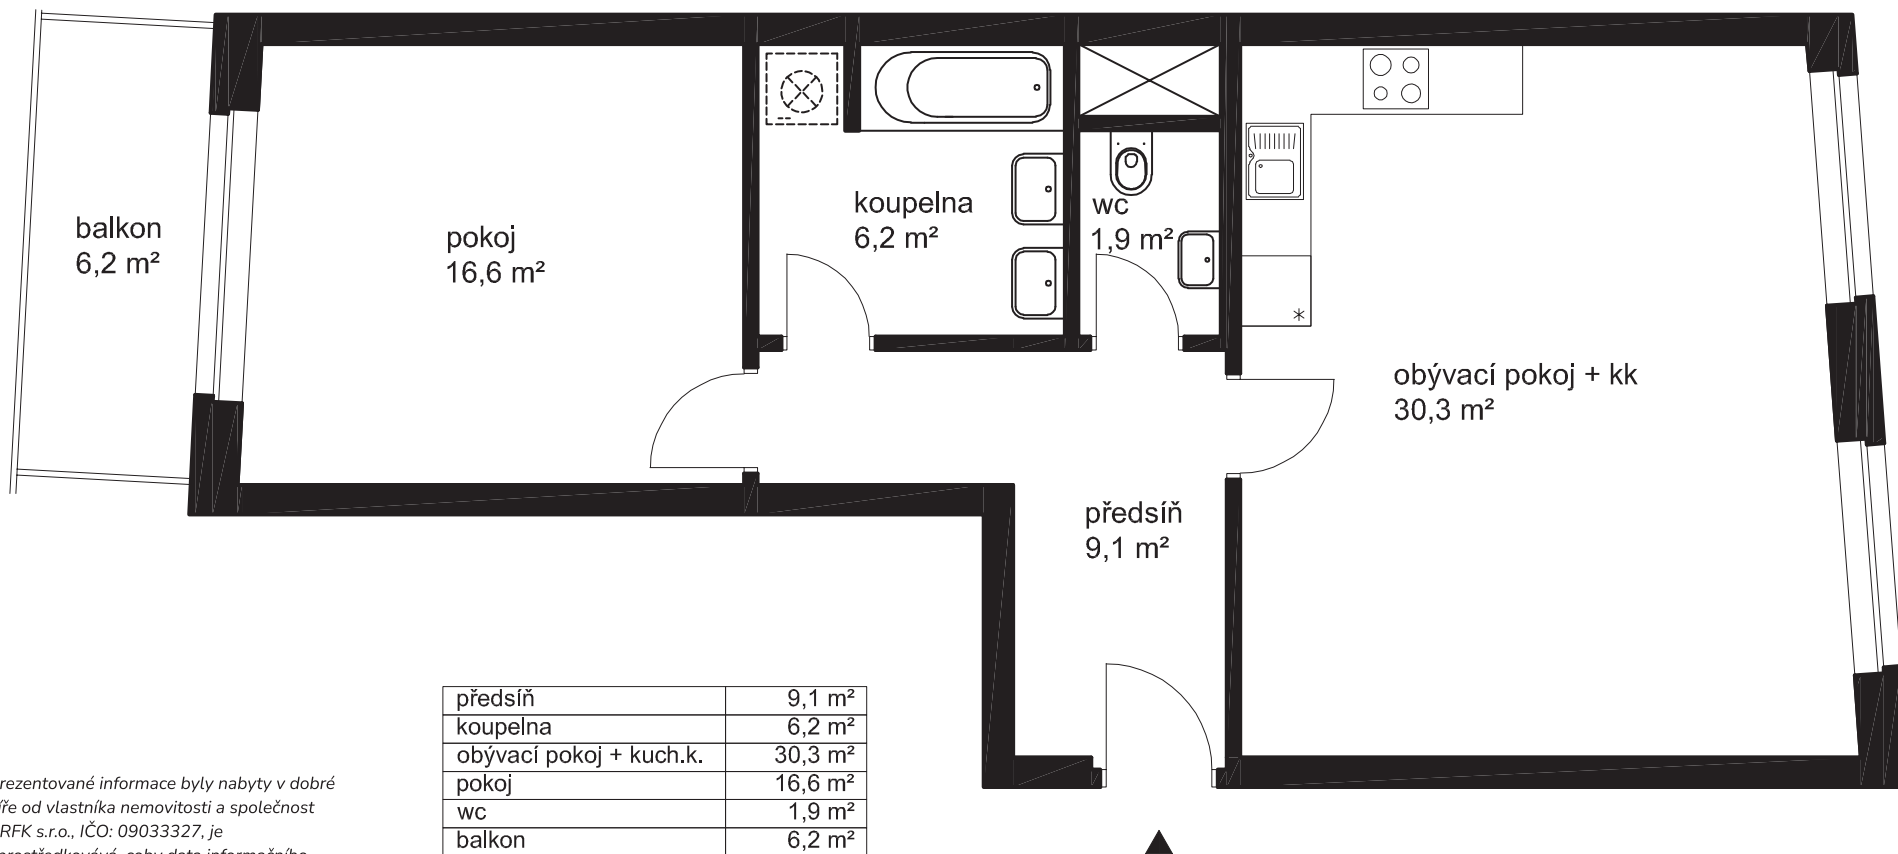 balkon
6,2 m²
pokoj
16,6 m²
koupelna
6,2 m²
wc
1,9 m²
obývací pokoj + kk
30,3 m²
předsíň
9,1 m²
předsíň 9,1 m²
koupelna 6,2 m²
obývací pokoj + kuch.k. 30,3 m²
pokoj 16,6 m²
wc 1,9 m²
balkon 6,2 m²
rezentované informace byly nabyty v dobré
íře od vlastníka nemovitosti a společnost
RFK s.r.o., IČO: 09033327, je